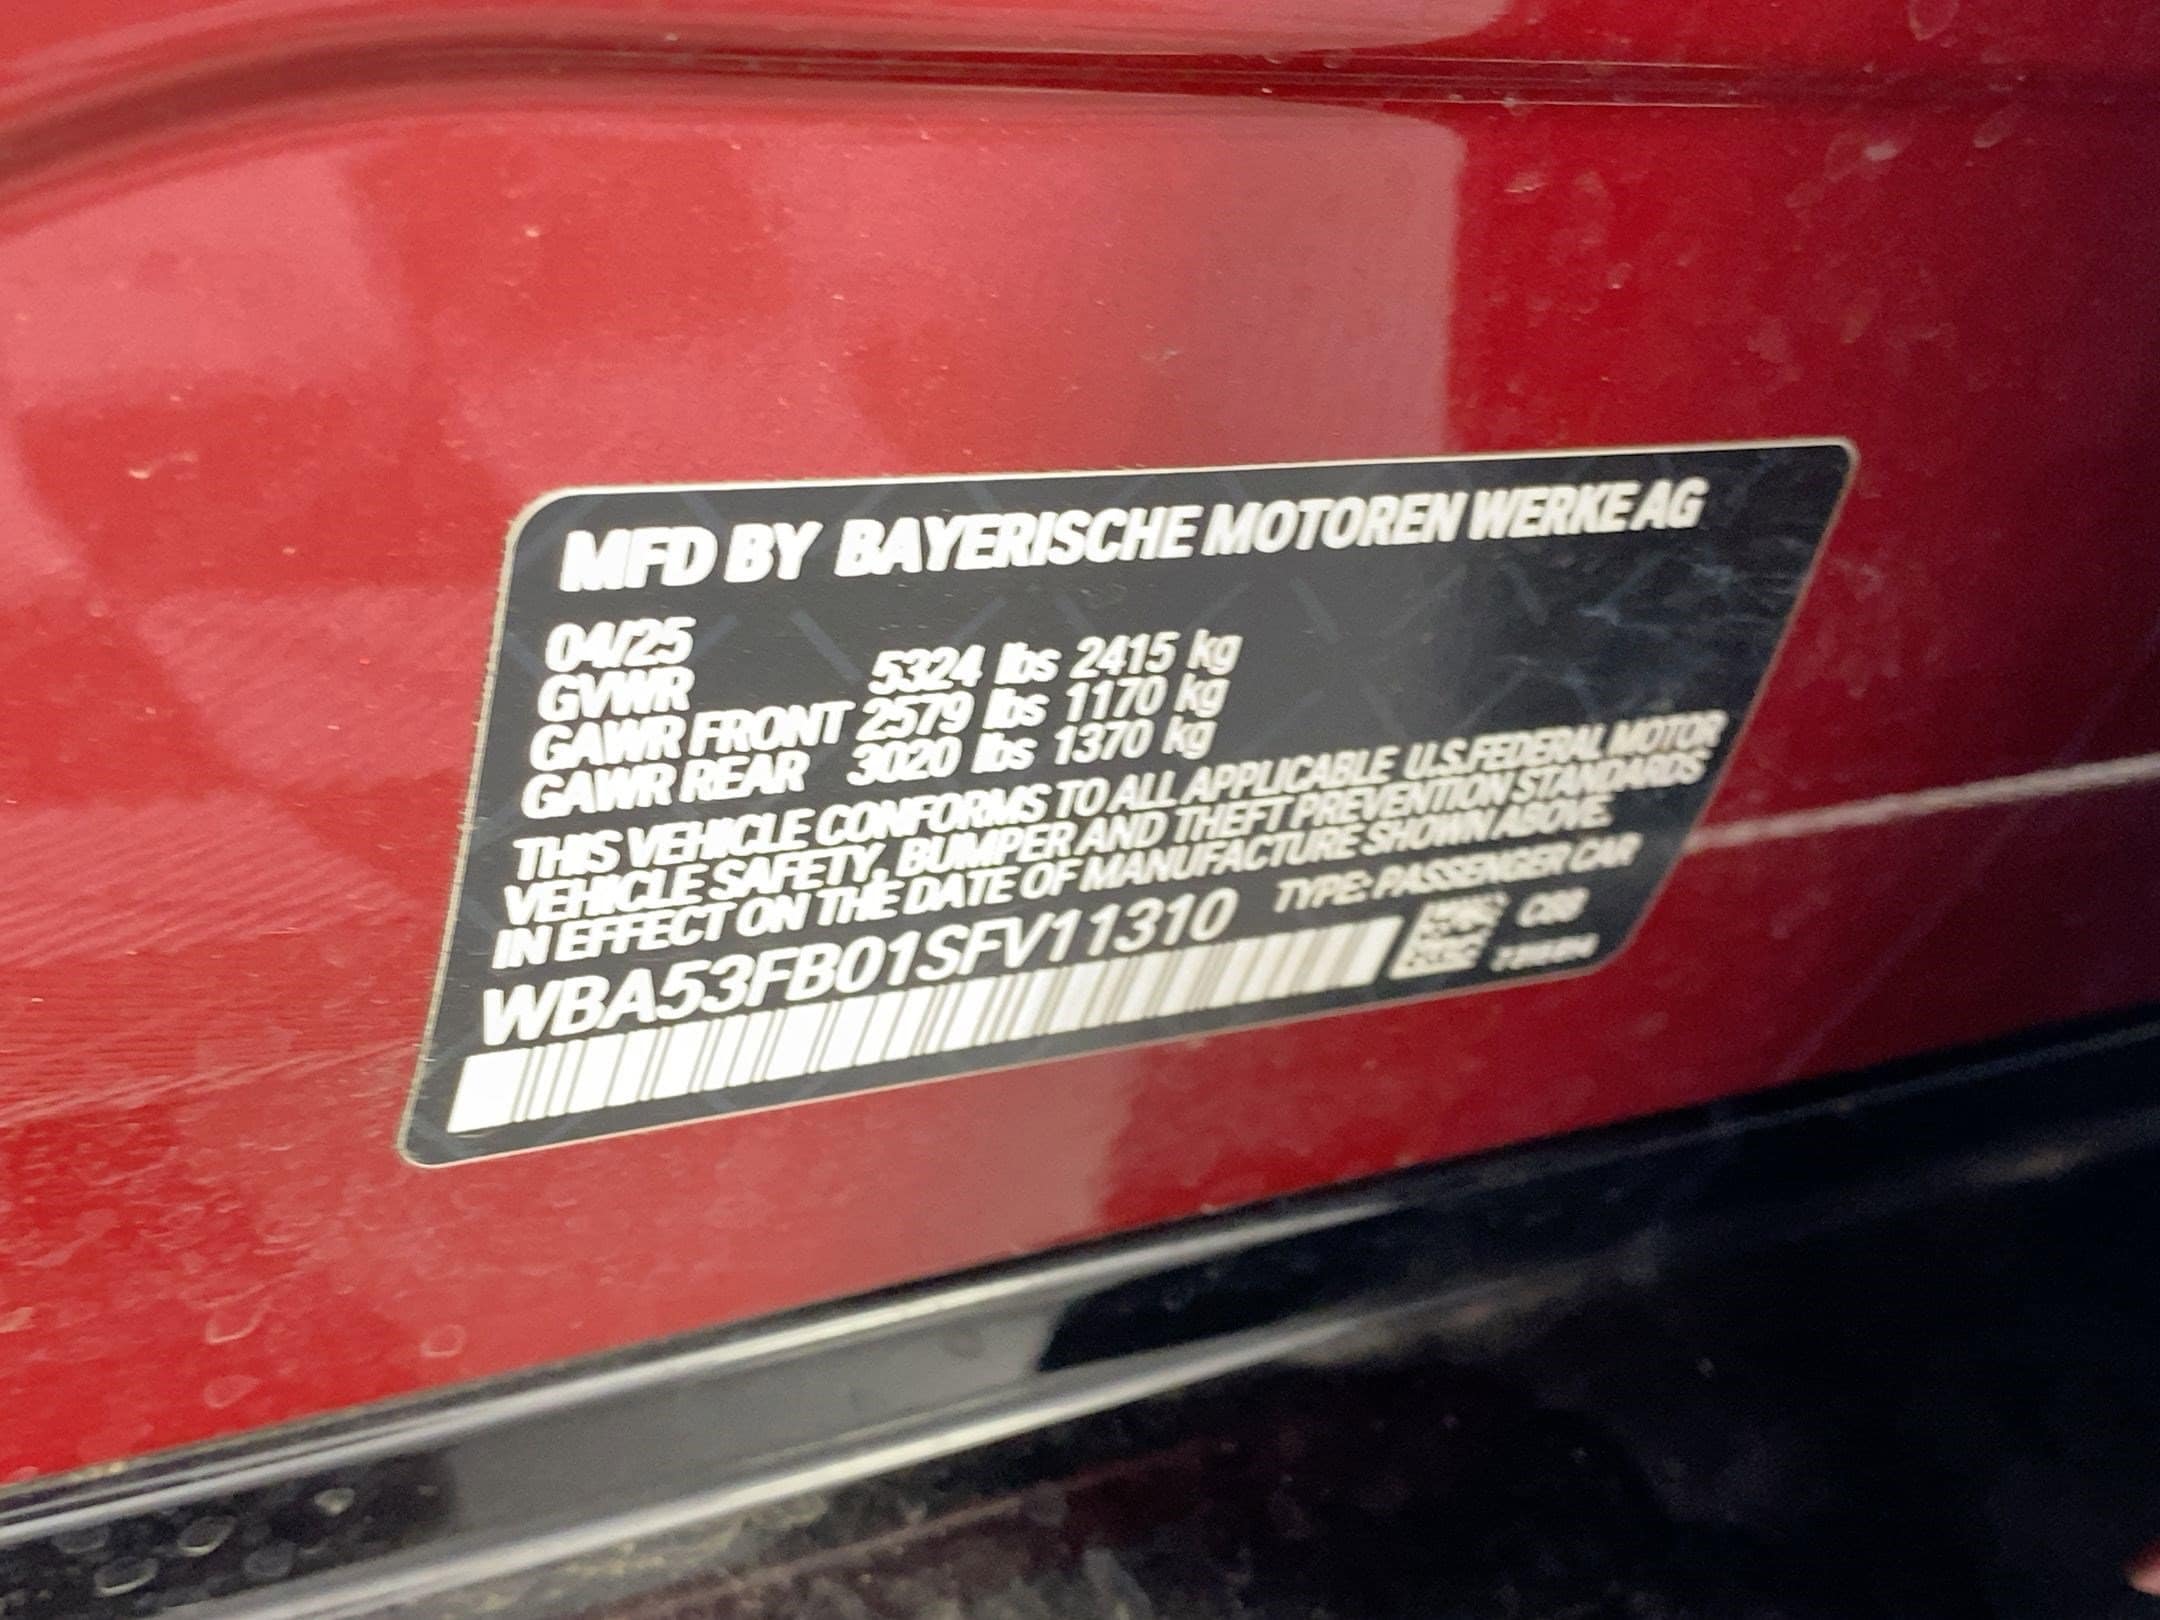 MFD BY BAYERISCHE MOTOREN WERKE AG
04/25
GVWR 5324 lbs 2415 kg
GAWR FRONT 2579 lbs 1170 kg
GAWR REAR 3020 lbs 1370 kg
THIS VEHICLE CONFORMS TO ALL APPLICABLE U.S.FEDERAL MOTOR
VEHICLE SAFETY, BUMPER AND THEFT PREVENTION STANDARDS
IN EFFECT ON THE DATE OF MANUFACTURE SHOWN ABOVE.
WBA53FB01SFV11310 TYPE: PASSENGER CAR